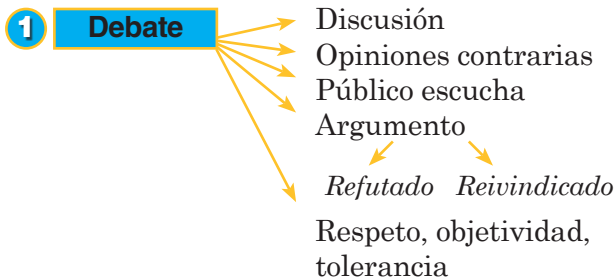 1 Debate
Discusión
Opiniones contrarias
Público escucha
Argumento
Refutado Reivindicado
Respeto, objetividad,
tolerancia